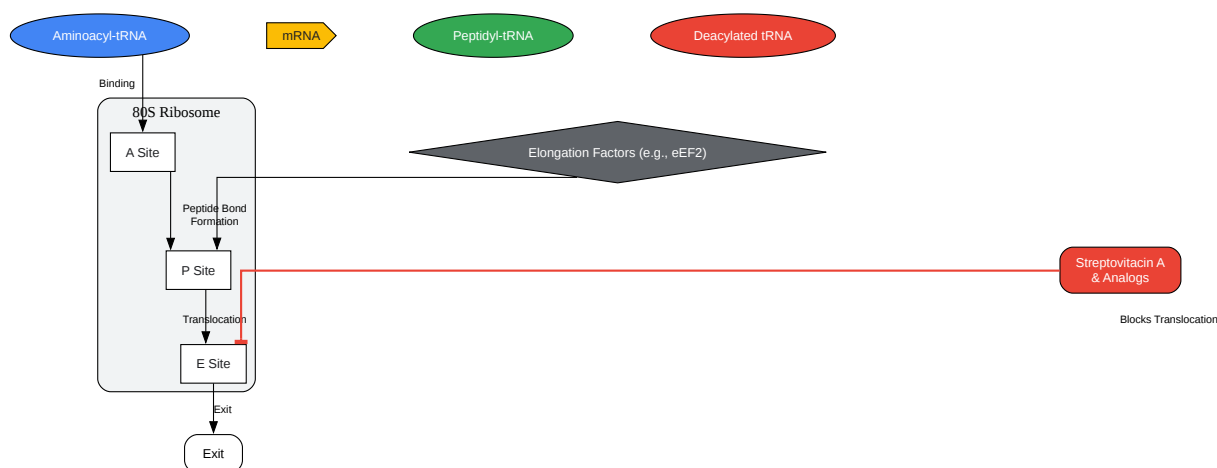 Aminoacyl-tRNA
mRNA
Peptidyl-tRNA
Deacylated tRNA
Binding
80S Ribosome
A Site
Elongation Factors (e.g., eEF2)
Peptide Bond
Formation
P Site
Streptovitacin A
& Analogs
Translocation
Blocks Translocation
E Site
Exit
Exit